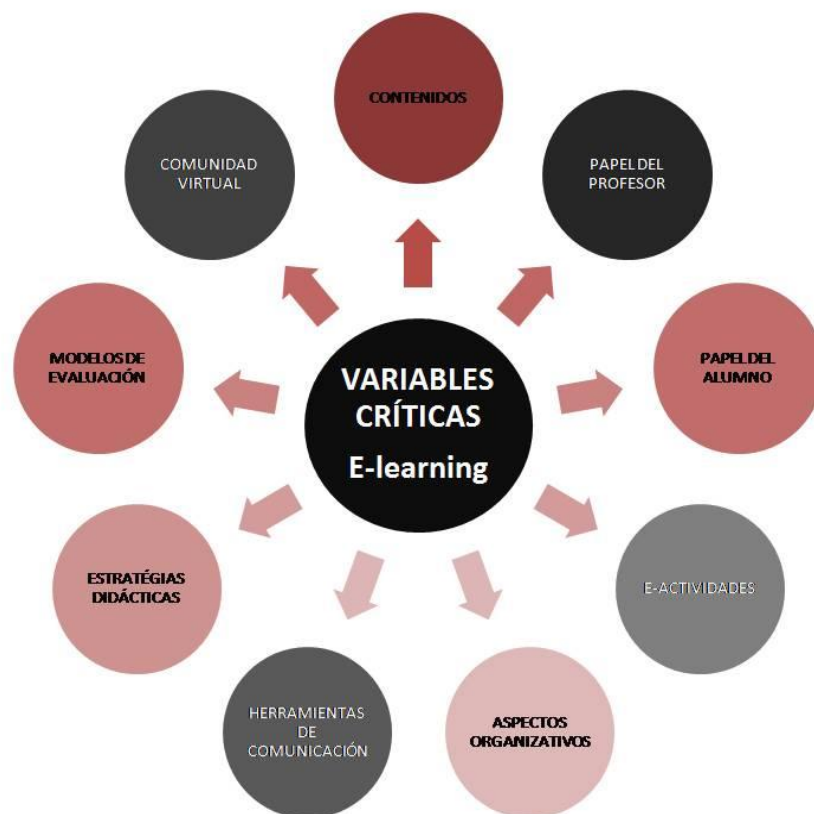 CONTENIDOS
COMUNIDAD
VIRTUAL
PAPEL DEL
PROFESOR
MODELOS DE
EVALUACIÓN
VARIABLES
CRÍTICAS
E-learning
PAPEL DEL
ALUMNO
ESTRATÉGIAS
DIDÁCTICAS
E-ACTIVIDADES
HERRAMIENTAS
DE
COMUNICACIÓN
ASPECTOS
ORGANIZATIVOS